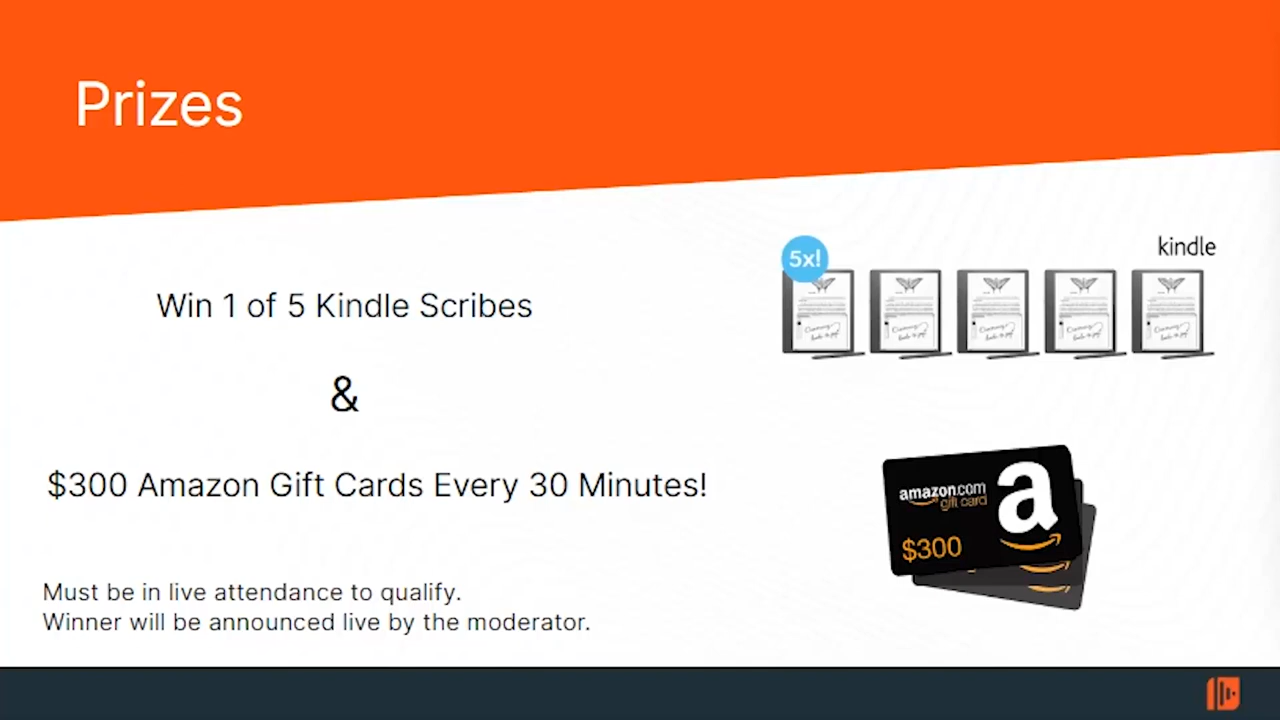 Prizes
5x!
kindle
Win 1 of 5 Kindle Scribes
&
$300 Amazon Gift Cards Every 30 Minutes!
amazon.com
gift card
a
$300
Must be in live attendance to qualify.
Winner will be announced live by the moderator.